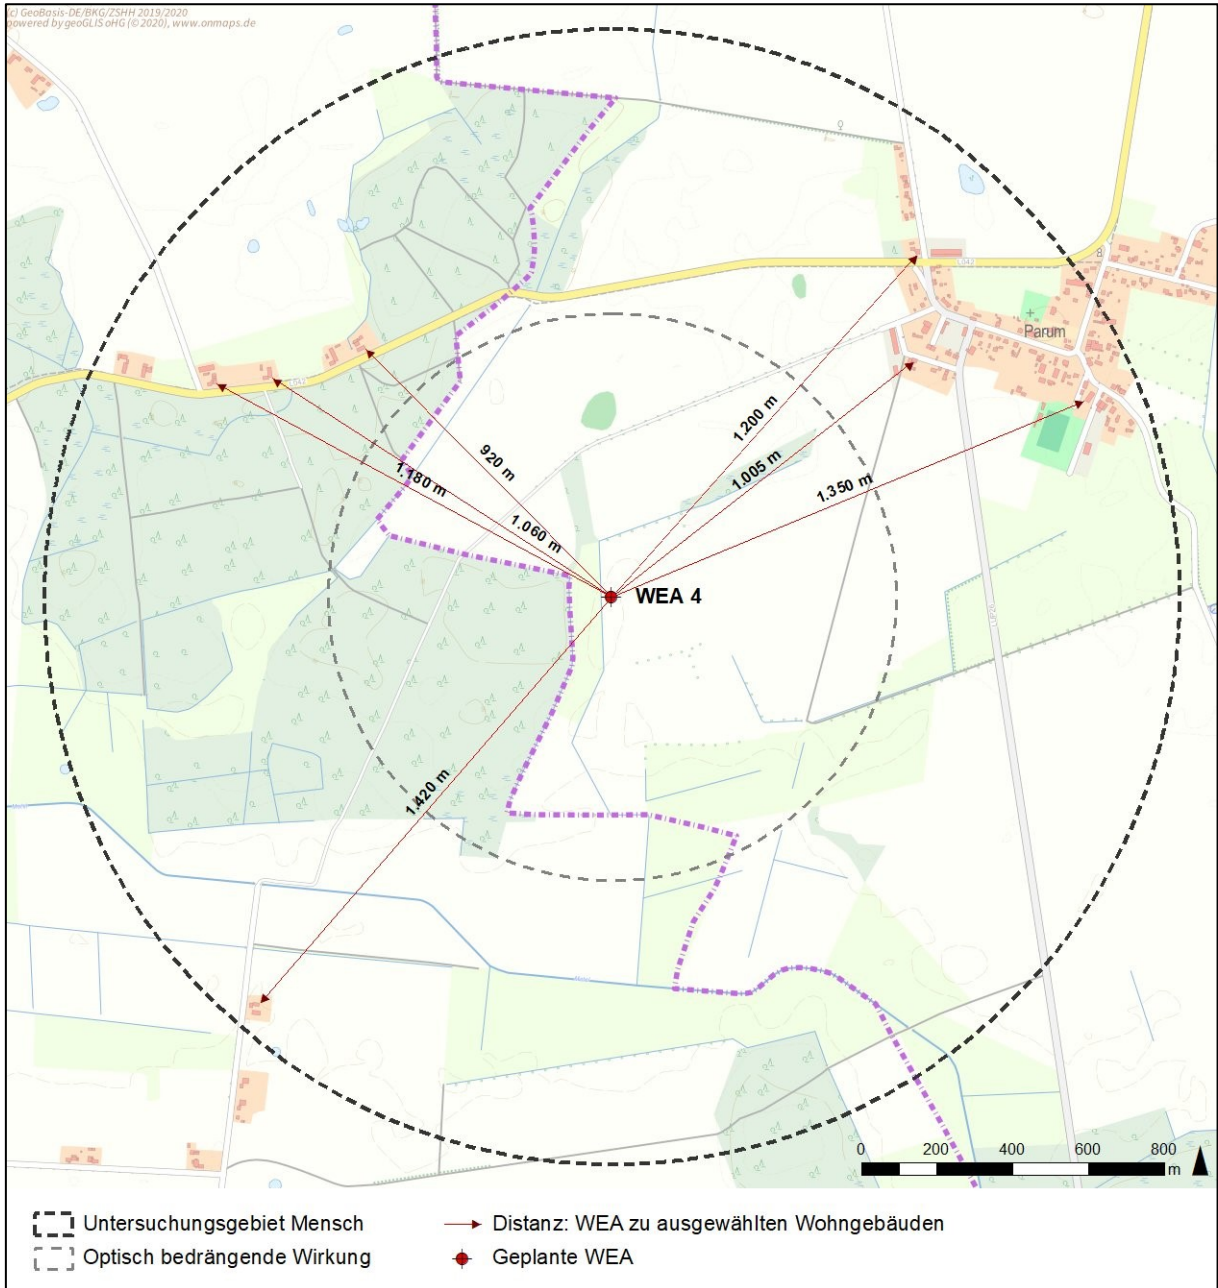 (c) GeoBasis-DE/BKG/ZSHH 2019/2020
powered by geoGLIS oHG (©2020), www.onmaps.de
L042
Parum
L042
1.200 m
920 m
1.180 m
1.005 m
1.350 m
1.060 m
WEA 4
1.420 m
0 200 400 600 800
m
Untersuchungsgebiet Mensch
Distanz: WEA zu ausgewählten Wohngebäuden
Optisch bedrängende Wirkung
Geplante WEA